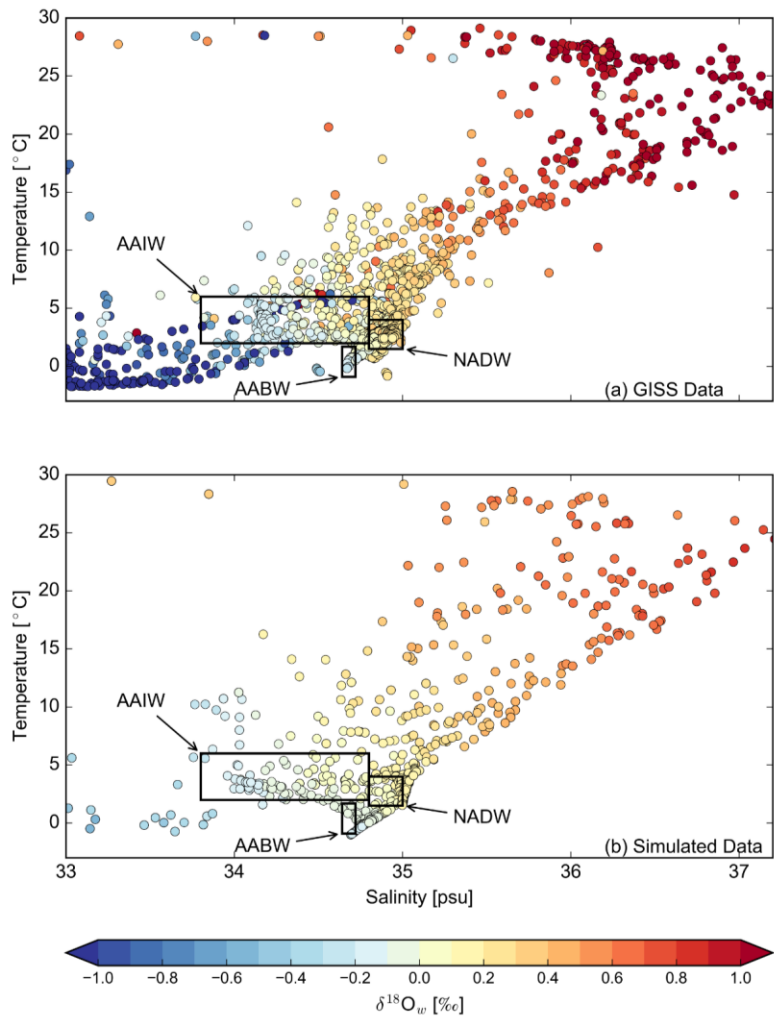 30
25
20
15
10
5
0
Temperature [°C]
AAIW
AABW
NADW
(a) GISS Data
30
25
20
15
10
5
0
Temperature [°C]
AAIW
AABW
NADW
(b) Simulated Data
33 34 35 36 37
Salinity [psu]
−1.0 −0.8 −0.6 −0.4 −0.2 0.0 0.2 0.4 0.6 0.8 1.0
δ¹⁸O_w [‰]